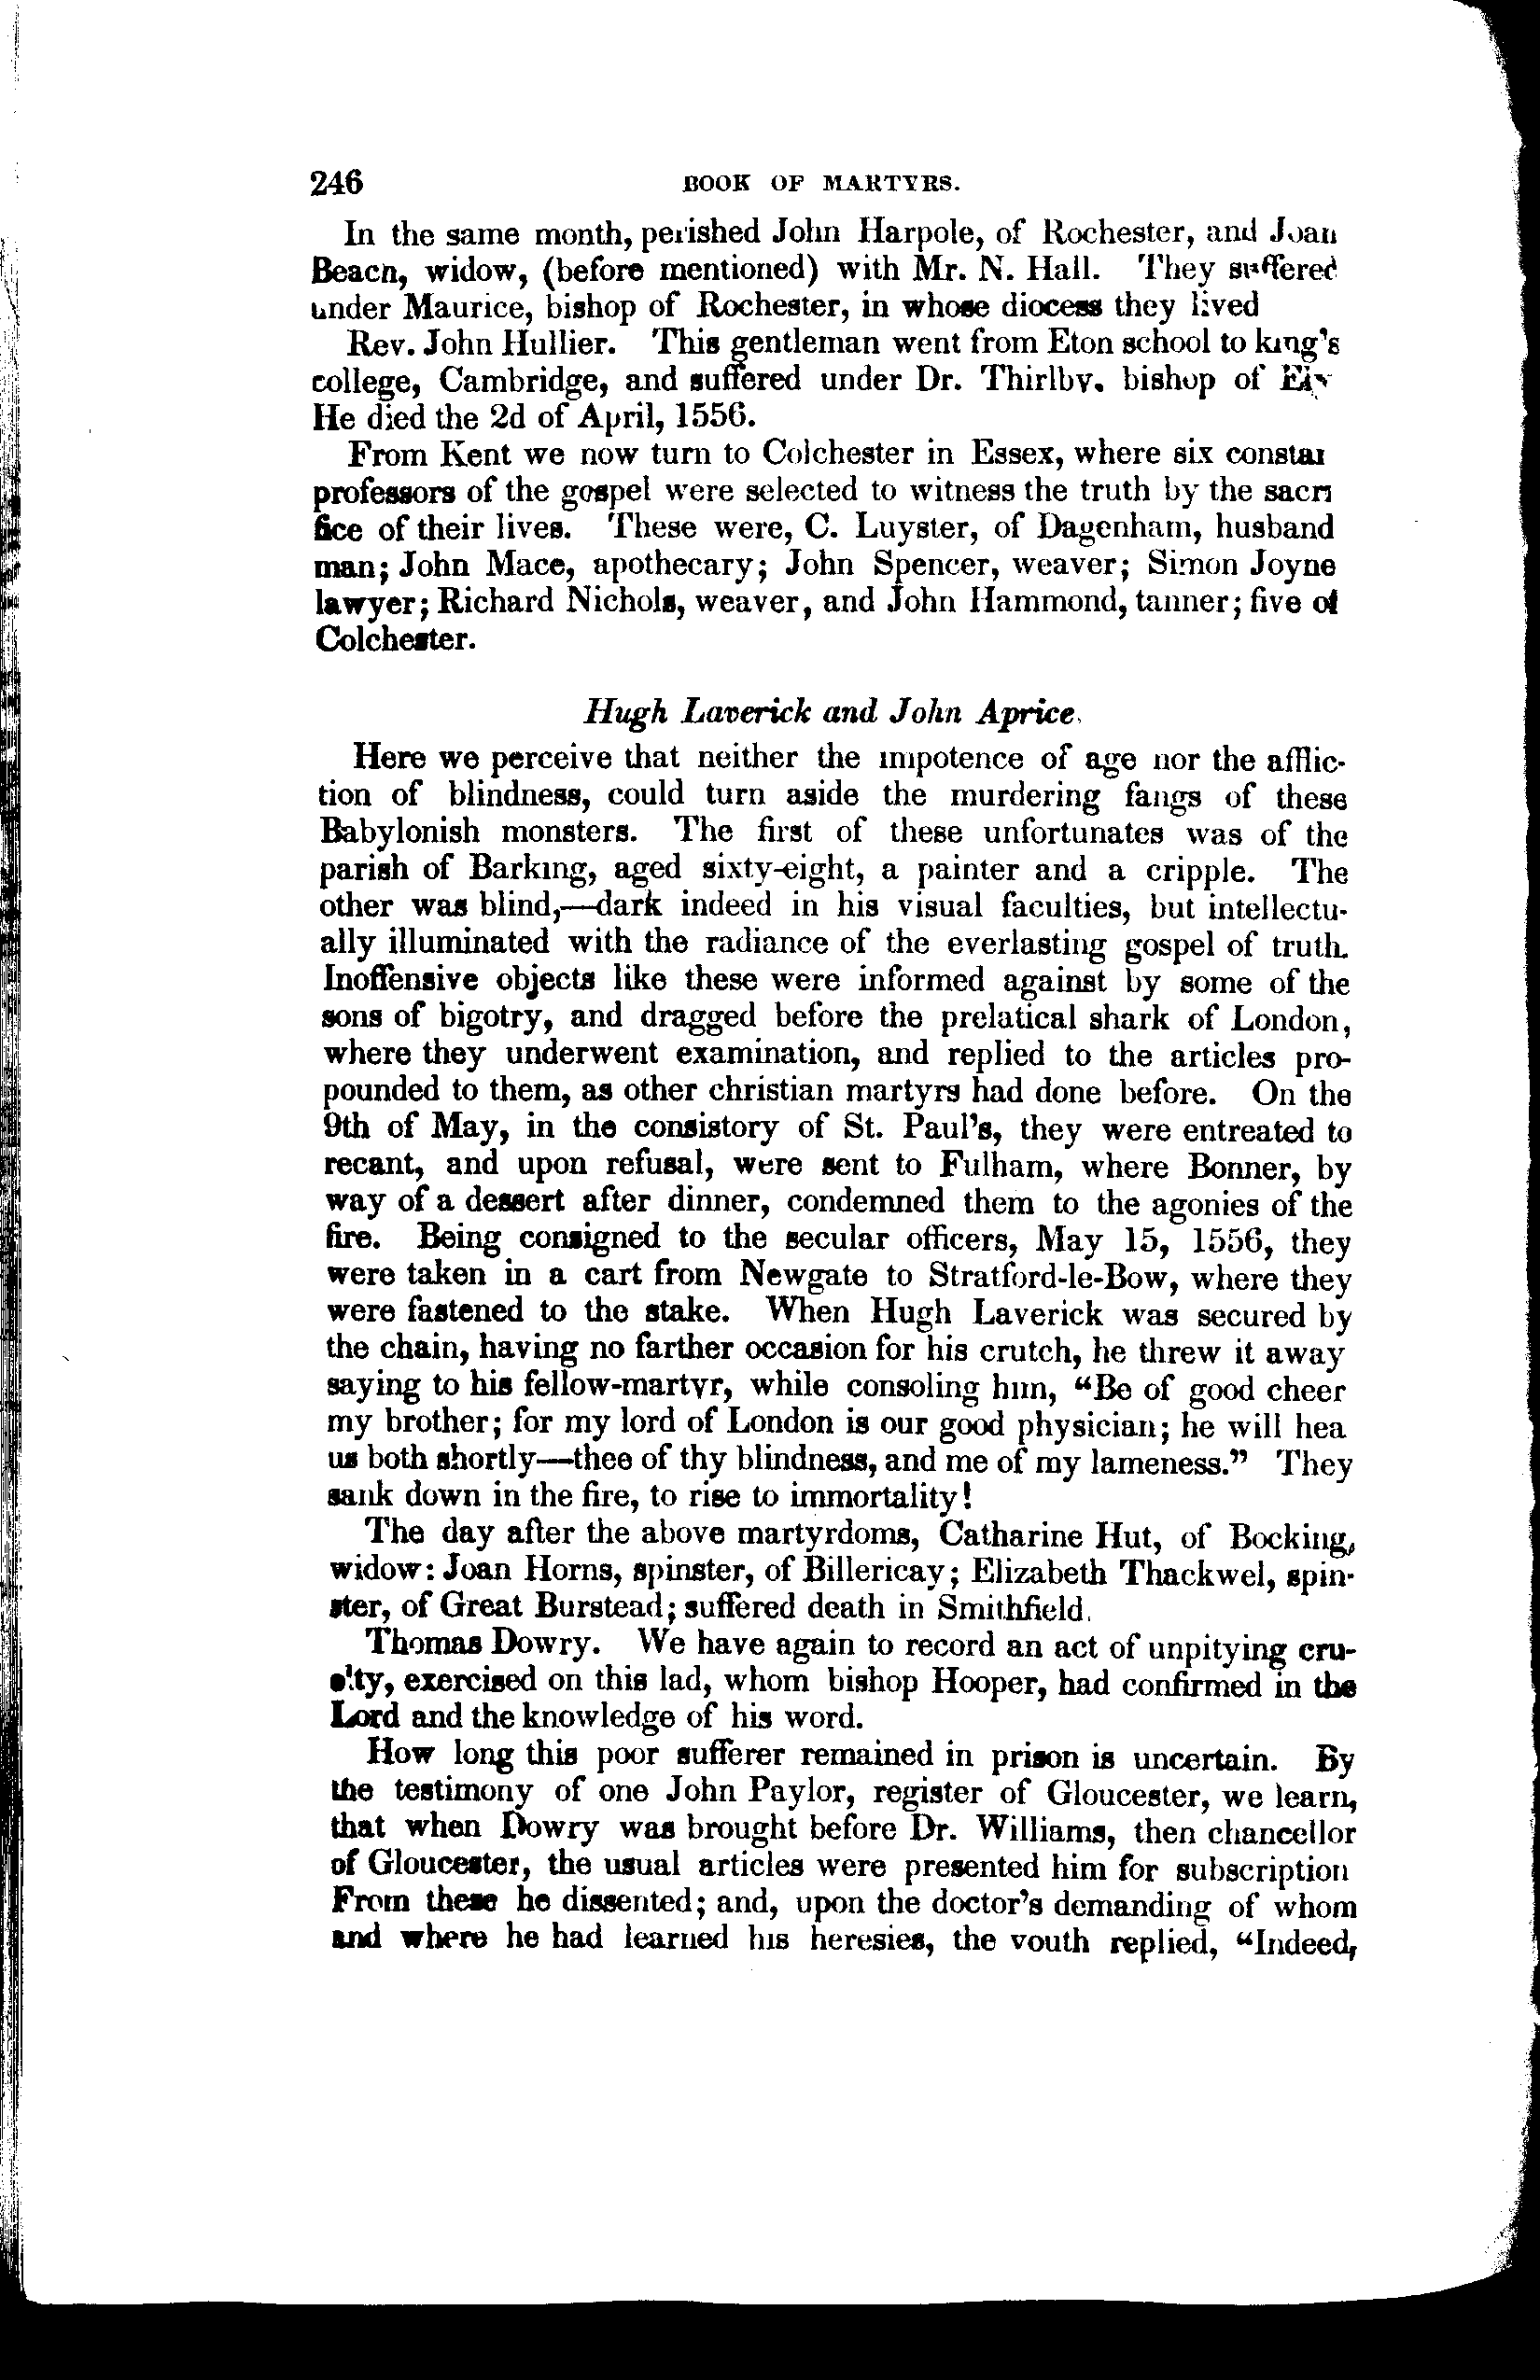 246 BOOK OF MARTYRS.
In the same month, perished John Harpole, of Rochester, and Joan
Beach, widow, (before mentioned) with Mr. N. Hall. They suffered
under Maurice, bishop of Rochester, in whose diocess they lived
Rev. John Hullier. This gentleman went from Eton school to king's
college, Cambridge, and suffered under Dr. Thirlby, bishop of Ely
He died the 2d of April, 1556.
From Kent we now turn to Colchester in Essex, where six constan
professors of the gospel were selected to witness the truth by the sacri
fice of their lives. These were, C. Luyster, of Dagenham, husband
man; John Mace, apothecary; John Spencer, weaver; Simon Joyne
lawyer; Richard Nichols, weaver, and John Hammond, tanner; five of
Colchester.
Hugh Laverick and John Aprice.
Here we perceive that neither the impotence of age nor the afflic-
tion of blindness, could turn aside the murdering fangs of these
Babylonish monsters. The first of these unfortunates was of the
parish of Barking, aged sixty-eight, a painter and a cripple. The
other was blind,—dark indeed in his visual faculties, but intellectu-
ally illuminated with the radiance of the everlasting gospel of truth.
Inoffensive objects like these were informed against by some of the
sons of bigotry, and dragged before the prelatical shark of London,
where they underwent examination, and replied to the articles pro-
pounded to them, as other christian martyrs had done before. On the
9th of May, in the consistory of St. Paul's, they were entreated to
recant, and upon refusal, were sent to Fulham, where Bonner, by
way of a dessert after dinner, condemned them to the agonies of the
fire. Being consigned to the secular officers, May 15, 1556, they
were taken in a cart from Newgate to Stratford-le-Bow, where they
were fastened to the stake. When Hugh Laverick was secured by
the chain, having no farther occasion for his crutch, he threw it away
saying to his fellow-martyr, while consoling him, "Be of good cheer
my brother; for my lord of London is our good physician; he will hea
us both shortly—thee of thy blindness, and me of my lameness." They
sank down in the fire, to rise to immortality!
The day after the above martyrdoms, Catharine Hut, of Bocking,
widow: Joan Horns, spinster, of Billericay; Elizabeth Thackwel, spin-
ster, of Great Burstead; suffered death in Smithfield.
Thomas Dowry. We have again to record an act of unpitying cru-
elty, exercised on this lad, whom bishop Hooper, had confirmed in the
Lord and the knowledge of his word.
How long this poor sufferer remained in prison is uncertain. By
the testimony of one John Paylor, register of Gloucester, we learn,
that when Dowry was brought before Dr. Williams, then chancellor
of Gloucester, the usual articles were presented him for subscription
From these he dissented; and, upon the doctor's demanding of whom
and where he had learned his heresies, the youth replied, "Indeed,